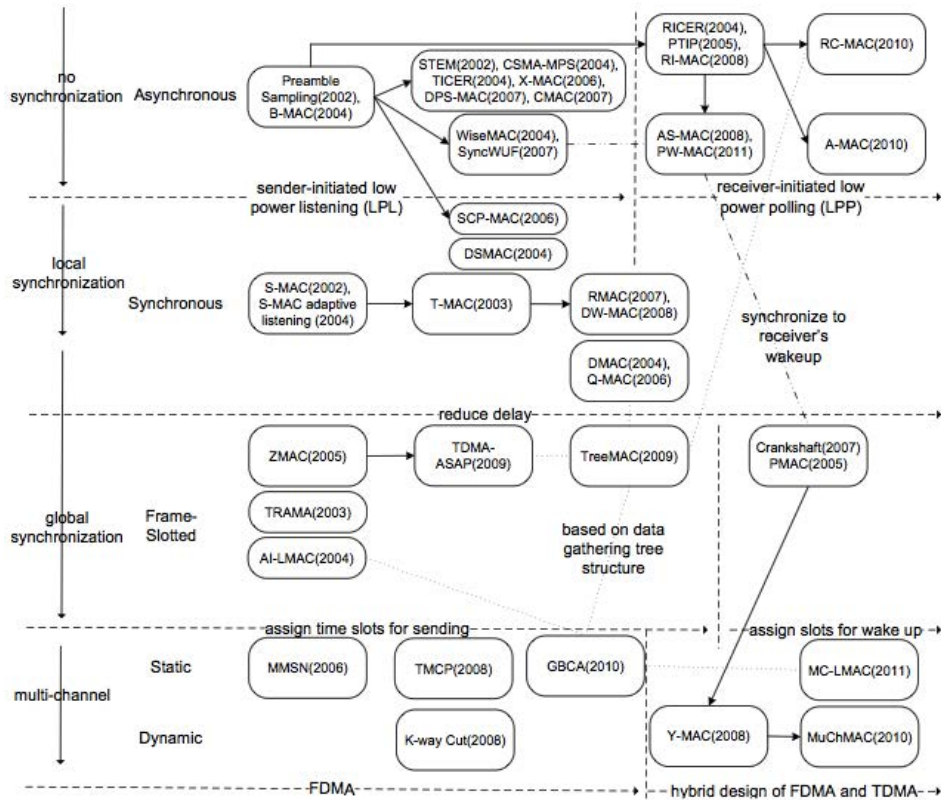 no
synchronization
Asynchronous
Preamble
Sampling(2002),
B-MAC(2004)
STEM(2002), CSMA-MPS(2004)
TICER(2004), X-MAC(2006),
DPS-MAC(2007), CMAC(2007)
WiseMAC(2004),
SyncWUF(2007)
RICER(2004),
PTIP(2005),
RI-MAC(2008)
RC-MAC(2010)
AS-MAC(2008),
PW-MAC(2011)
A-MAC(2010)
sender-initiated low
power listening (LPL)
receiver-initiated low
power polling (LPP)
SCP-MAC(2006)
DSMAC(2004)
local
synchronization
Synchronous
S-MAC(2002),
S-MAC adaptive
listening (2004)
T-MAC(2003)
RMAC(2007),
DW-MAC(2008)
DMAC(2004),
Q-MAC(2006)
synchronize to
receiver's
wakeup
reduce delay
global
synchronization
Frame-
Slotted
ZMAC(2005)
TDMA-
ASAP(2009)
TreeMAC(2009)
Crankshaft(2007)
PMAC(2005)
TRAMA(2003)
AI-LMAC(2004)
based on data
gathering tree
structure
assign time slots for sending
assign slots for wake up
multi-channel
Static
MMSN(2006)
TMCP(2008)
GBCA(2010)
MC-LMAC(2011)
Dynamic
K-way Cut(2008)
Y-MAC(2008)
MuChMAC(2010)
FDMA
hybrid design of FDMA and TDMA